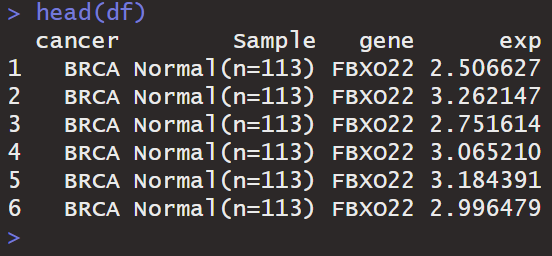 > head(df)
  cancer        Sample   gene      exp
1   BRCA Normal(n=113) FBXO22 2.506627
2   BRCA Normal(n=113) FBXO22 3.262147
3   BRCA Normal(n=113) FBXO22 2.751614
4   BRCA Normal(n=113) FBXO22 3.065210
5   BRCA Normal(n=113) FBXO22 3.184391
6   BRCA Normal(n=113) FBXO22 2.996479
>